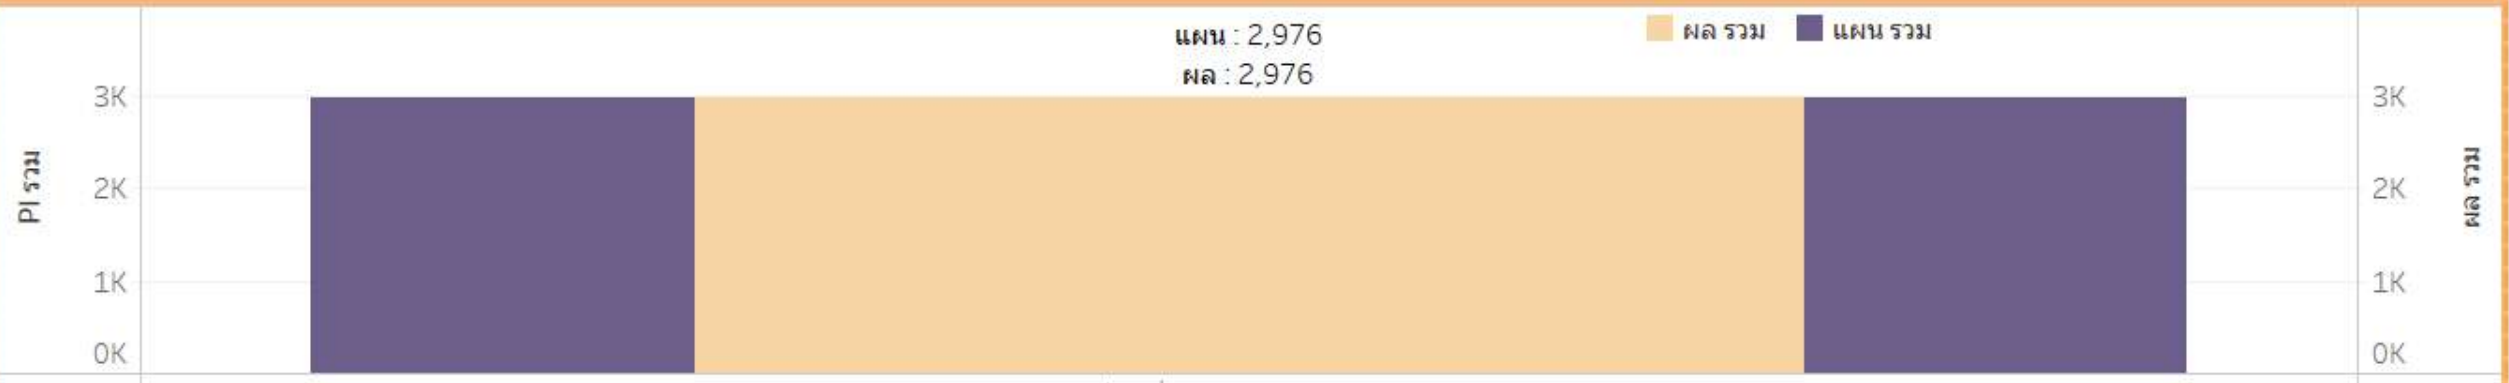 แผน : 2,976
ผล : 2,976
ผล รวม
แผน รวม
PI รวม
3K
2K
1K
0K
3K
2K
1K
0K
ผล รวม